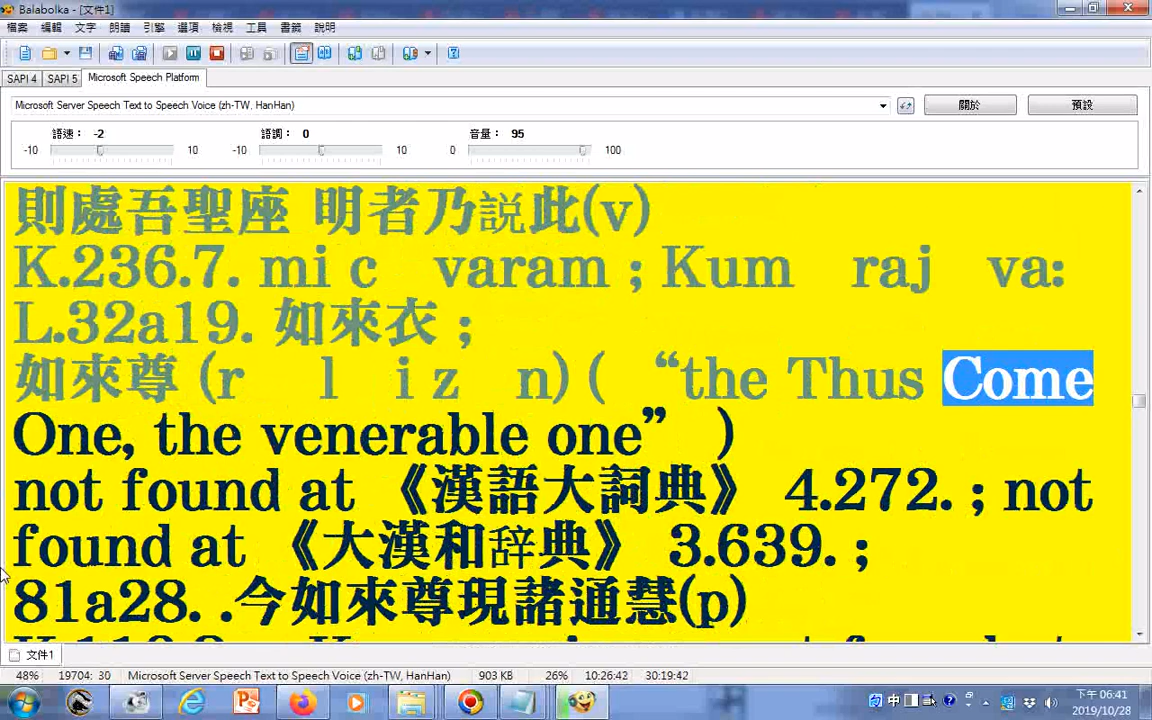 Balabolka - [文件1]
檔案 編輯 文字 朗讀 引擎 選項 檢視 工具 書籤 說明
SAPI 4 SAPI 5 Microsoft Speech Platform
Microsoft Server Speech Text to Speech Voice (zh-TW, HanHan) 關於 預設
語速： -2 語調： 0 音量： 95
-10 10 -10 10 0 100
則處吾聖座 明者乃説此(v)
K.236.7. mi c varam ; Kum raj va:
L.32a19. 如來衣 ;
如來尊 (r l i z n) ( “the Thus Come
One, the venerable one” )
not found at 《漢語大詞典》 4.272. ; not
found at 《大漢和辞典》 3.639. ;
81a28. .今如來尊現諸通慧(p)
文件1
48% 19704: 30 Microsoft Server Speech Text to Speech Voice (zh-TW, HanHan) 903 KB 26% 10:26:42 30:19:42
中 下午 06:41
2019/10/28